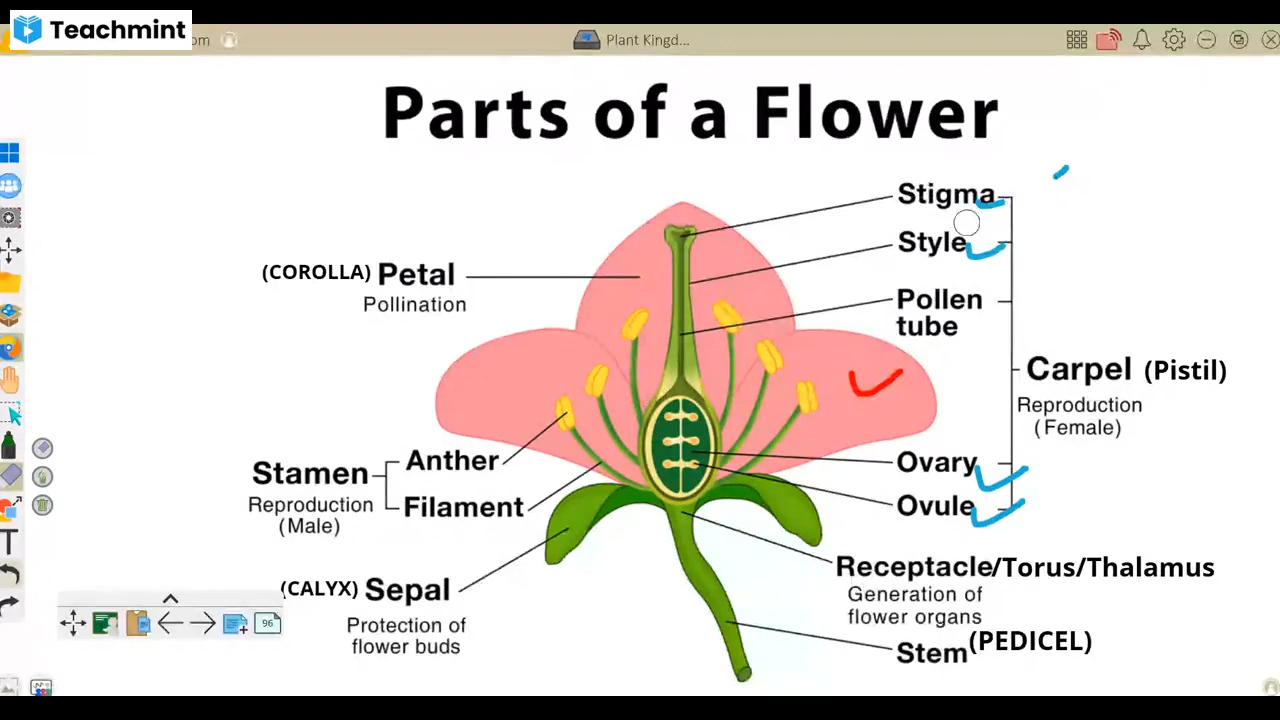 Teachmint
om
Plant Kingd...
Parts of a Flower
Stigma
Style
(COROLLA) Petal
Pollination
Pollen
tube
Carpel (Pistil)
Reproduction
(Female)
Stamen
Anther
Reproduction
(Male)
Filament
Ovary
Ovule
Receptacle/Torus/Thalamus
Generation of
flower organs
(CALYX) Sepal
Protection of
flower buds
Stem (PEDICEL)
96
T